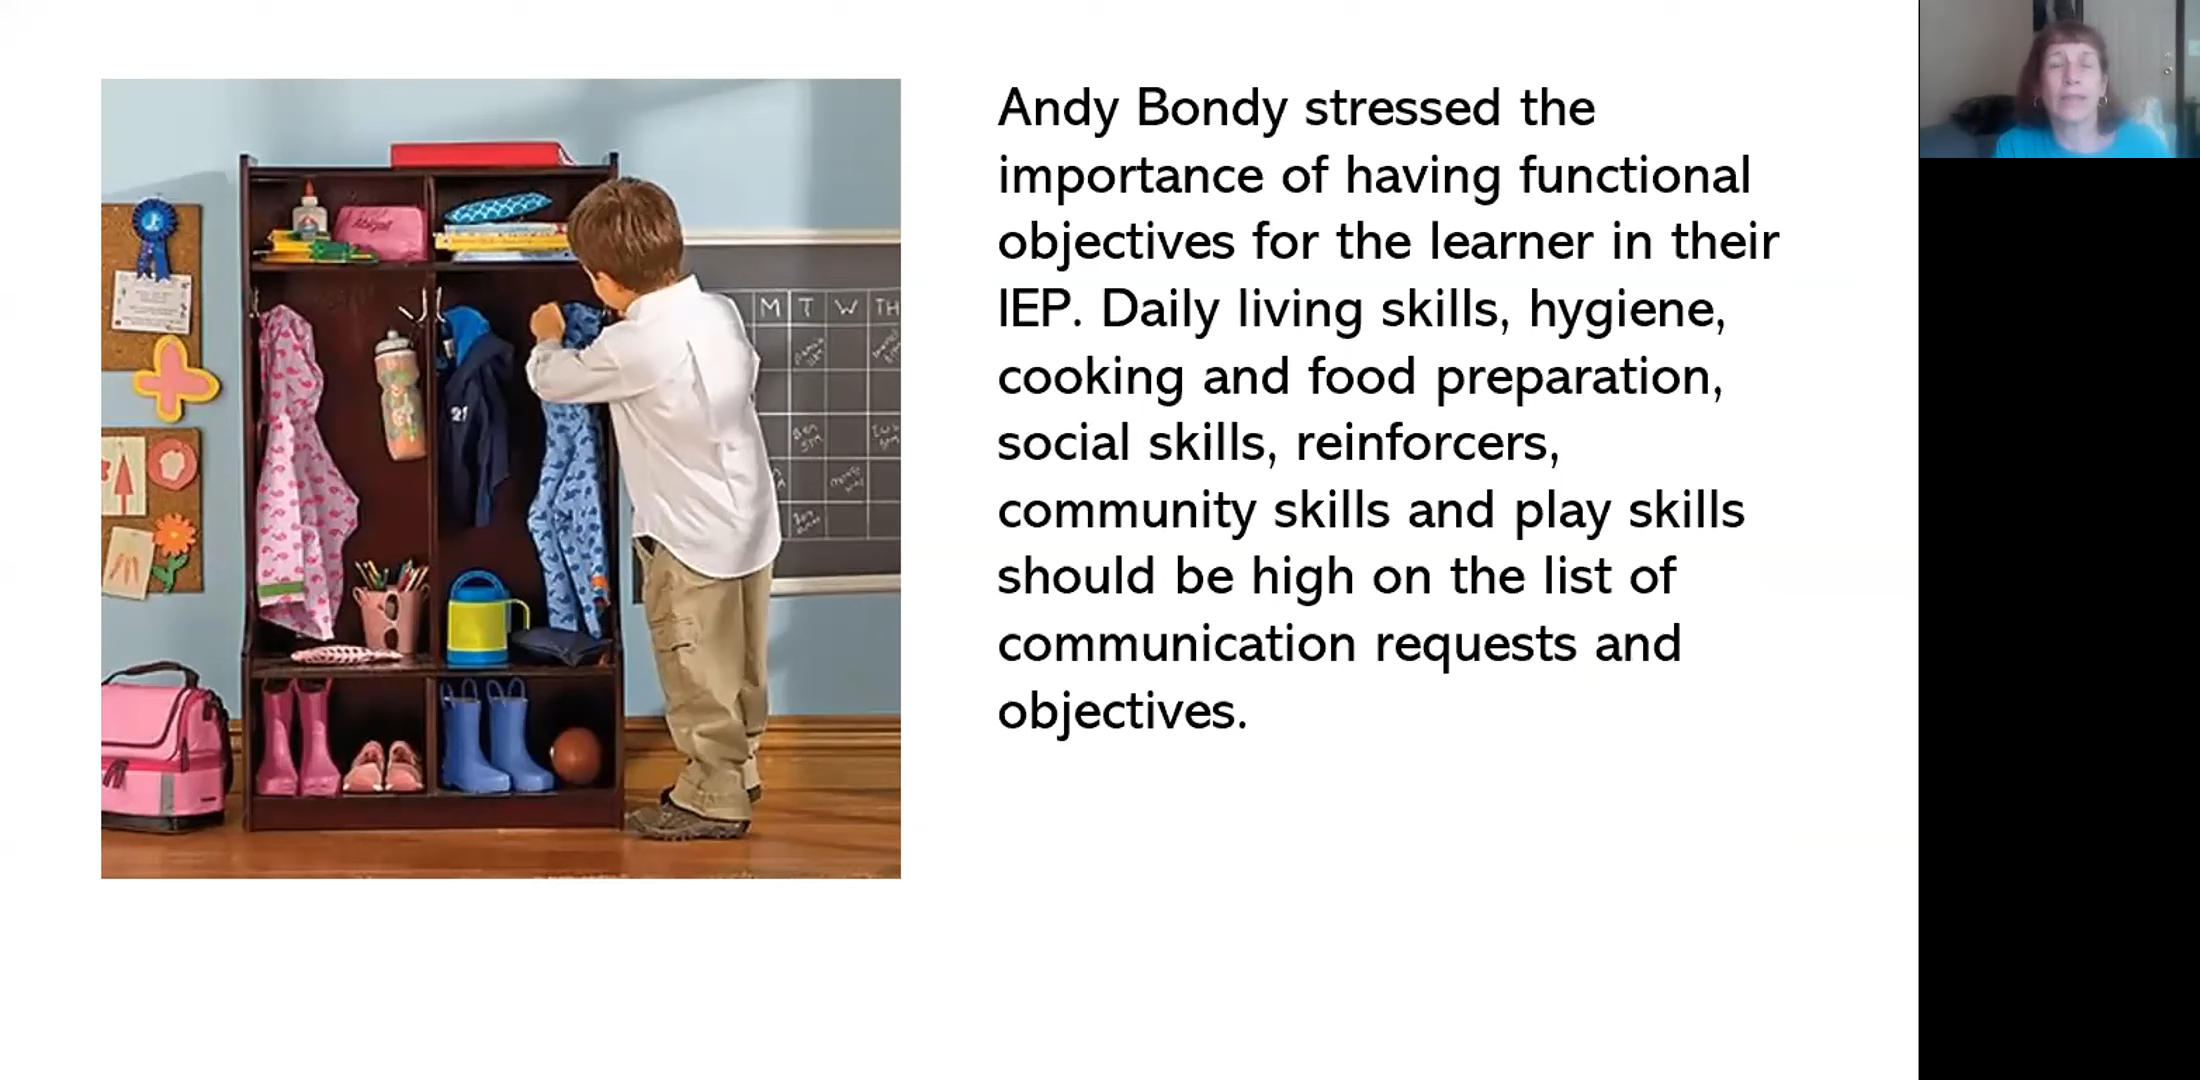 Andy Bondy stressed the
importance of having functional
objectives for the learner in their
IEP. Daily living skills, hygiene,
cooking and food preparation,
social skills, reinforcers,
community skills and play skills
should be high on the list of
communication requests and
objectives.
Abigail
M T W TH
21